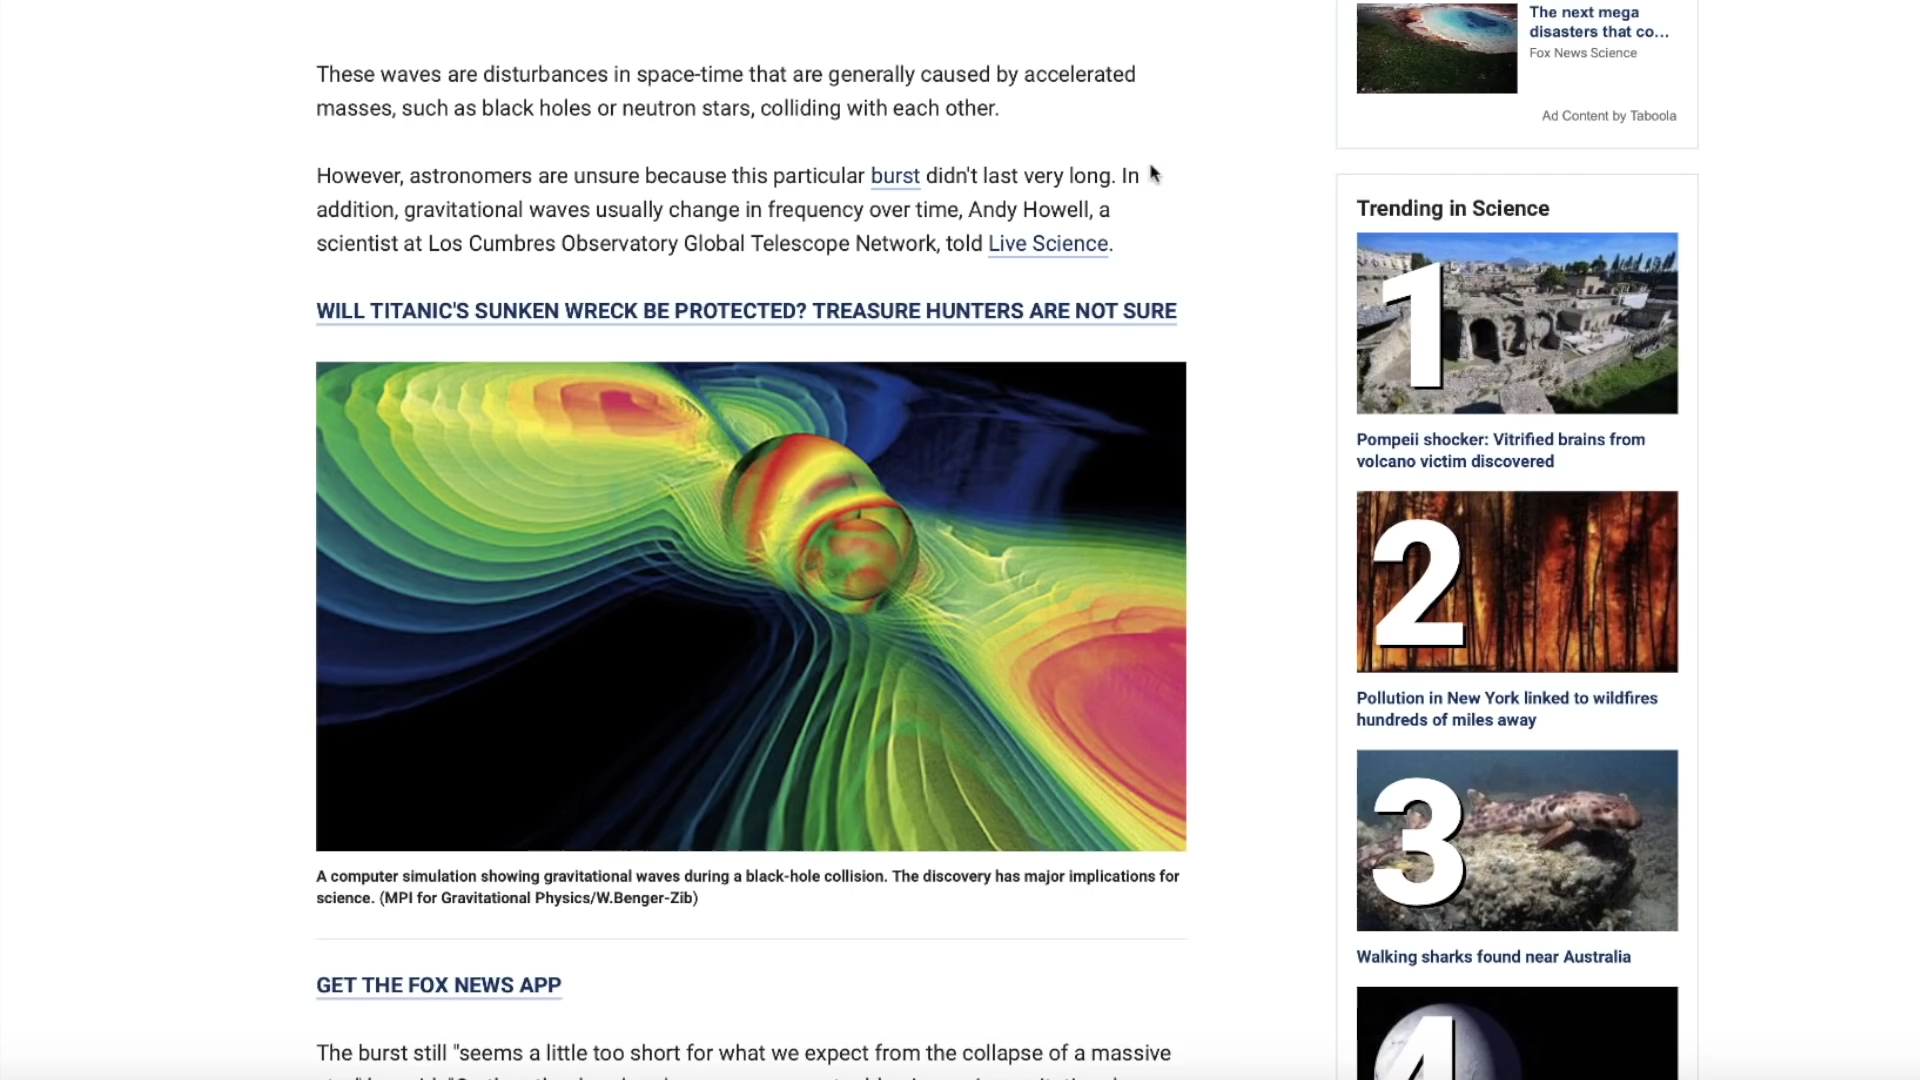 These waves are disturbances in space-time that are generally caused by accelerated
masses, such as black holes or neutron stars, colliding with each other.
However, astronomers are unsure because this particular burst didn't last very long. In
addition, gravitational waves usually change in frequency over time, Andy Howell, a
scientist at Los Cumbres Observatory Global Telescope Network, told Live Science.
WILL TITANIC'S SUNKEN WRECK BE PROTECTED? TREASURE HUNTERS ARE NOT SURE
A computer simulation showing gravitational waves during a black-hole collision. The discovery has major implications for
science. (MPI for Gravitational Physics/W.Benger-Zib)
GET THE FOX NEWS APP
The burst still "seems a little too short for what we expect from the collapse of a massive
The next mega
disasters that co...
Fox News Science
Ad Content by Taboola
Trending in Science
1
Pompeii shocker: Vitrified brains from
volcano victim discovered
2
Pollution in New York linked to wildfires
hundreds of miles away
3
Walking sharks found near Australia
4